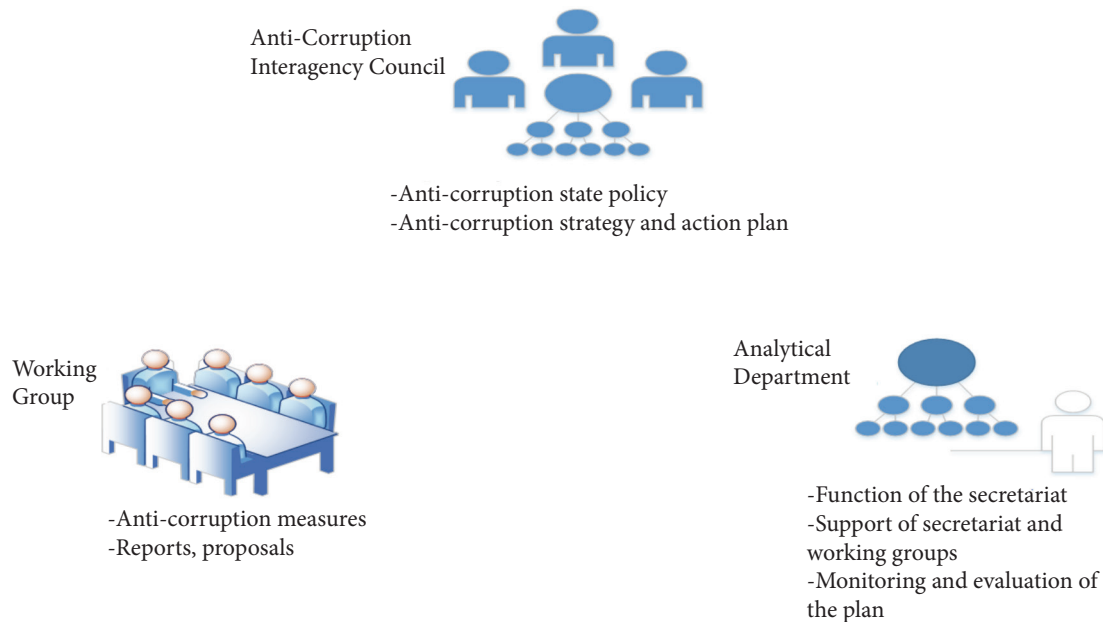 Anti-Corruption
Interagency Council
-Anti-corruption state policy
-Anti-corruption strategy and action plan
Working
Group
-Anti-corruption measures
-Reports, proposals
Analytical
Department
-Function of the secretariat
-Support of secretariat and
working groups
-Monitoring and evaluation of
the plan